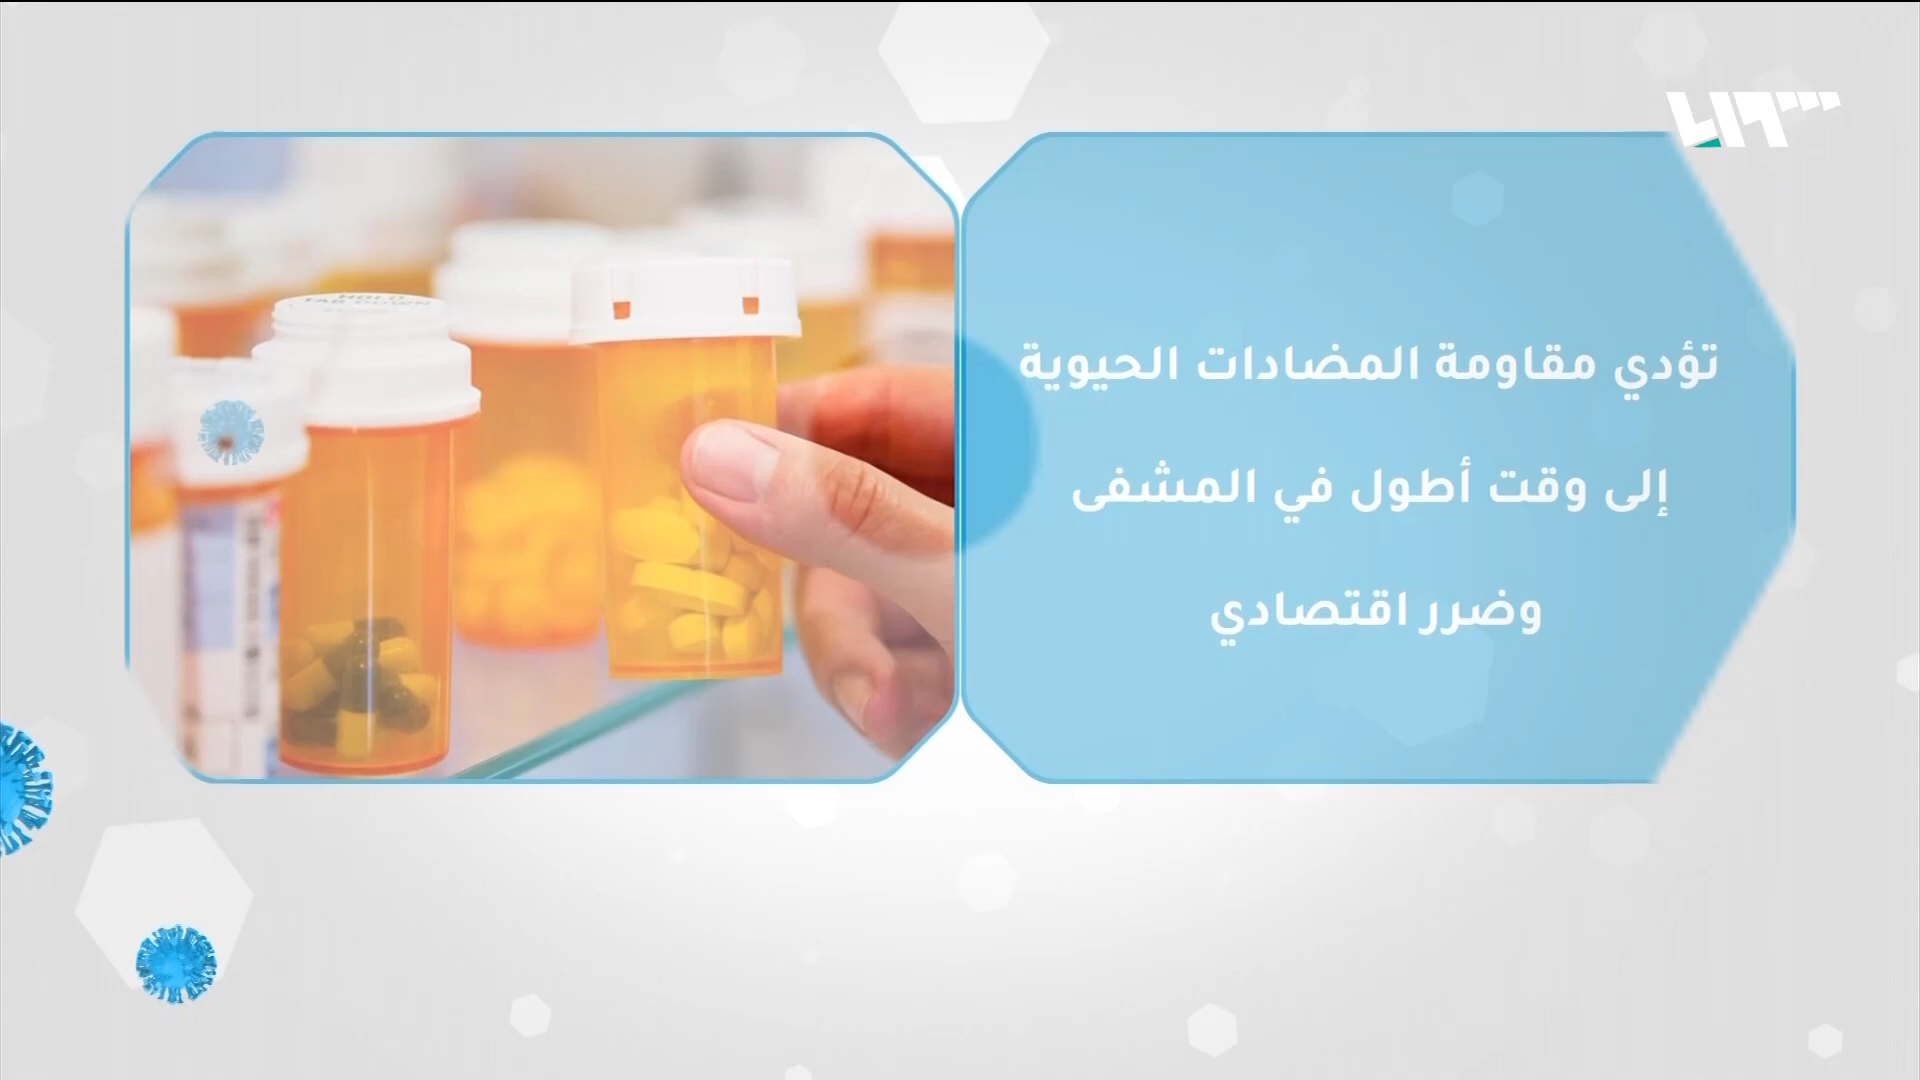 تؤدي مقاومة المضادات الحيوية
إلى وقت أطول في المشفى
وضرر اقتصادي